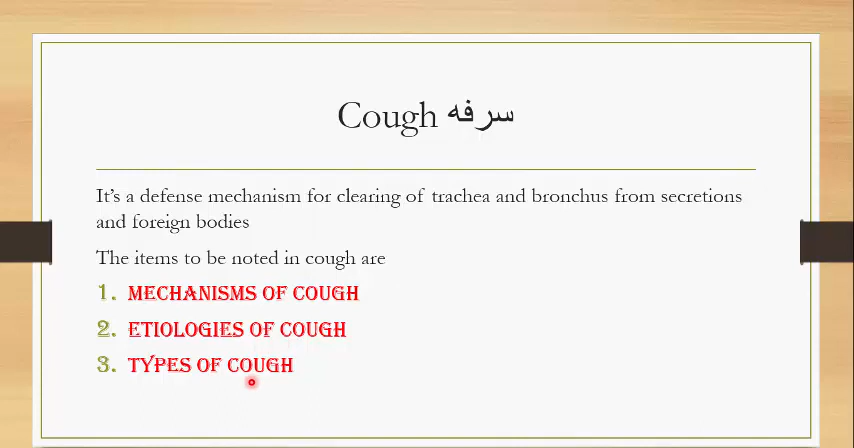 Cough سرفه
It's a defense mechanism for clearing of trachea and bronchus from secretions
and foreign bodies
The items to be noted in cough are
1. MECHANISMS OF COUGH
2. ETIOLOGIES OF COUGH
3. TYPES OF COUGH